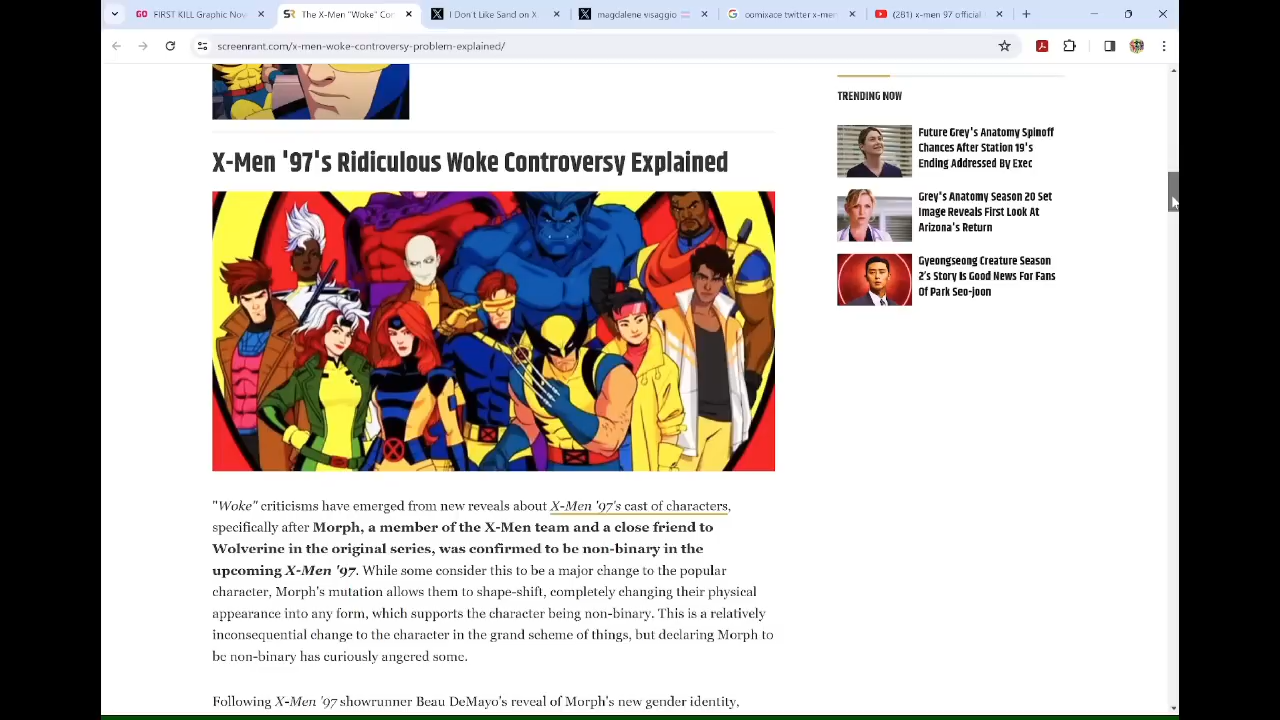 FIRST KILL Graphic Novel
The "Woke" Con
I Don't Like Sand on X
magdalene visaggio
oomixace twitter x-men
(281) x-men 97 official
screenrant.com/x-men-woke-controversy-problem-explained/
TRENDING NOW
Future Grey's Anatomy Spinoff
Chances After Station 19's
Ending Addressed By Exec
Grey's Anatomy Season 20 Set
Image Reveals First Look At
Arizona's Return
Gyeongseong Creature Season
2's Story Is Good News For Fans
Of Park Seo-joon
X-Men '97's Ridiculous Woke Controversy Explained
"Woke" criticisms have emerged from new reveals about X-Men '97's cast of characters,
specifically after Morph, a member of the X-Men team and a close friend to
Wolverine in the original series, was confirmed to be non-binary in the
upcoming X-Men '97. While some consider this to be a major change to the popular
character, Morph's mutation allows them to shape-shift, completely changing their physical
appearance into any form, which supports the character being non-binary. This is a relatively
inconsequential change to the character in the grand scheme of things, but declaring Morph to
be non-binary has curiously angered some.
Following X-Men '97 showrunner Beau DeMayo's reveal of Morph's new gender identity,